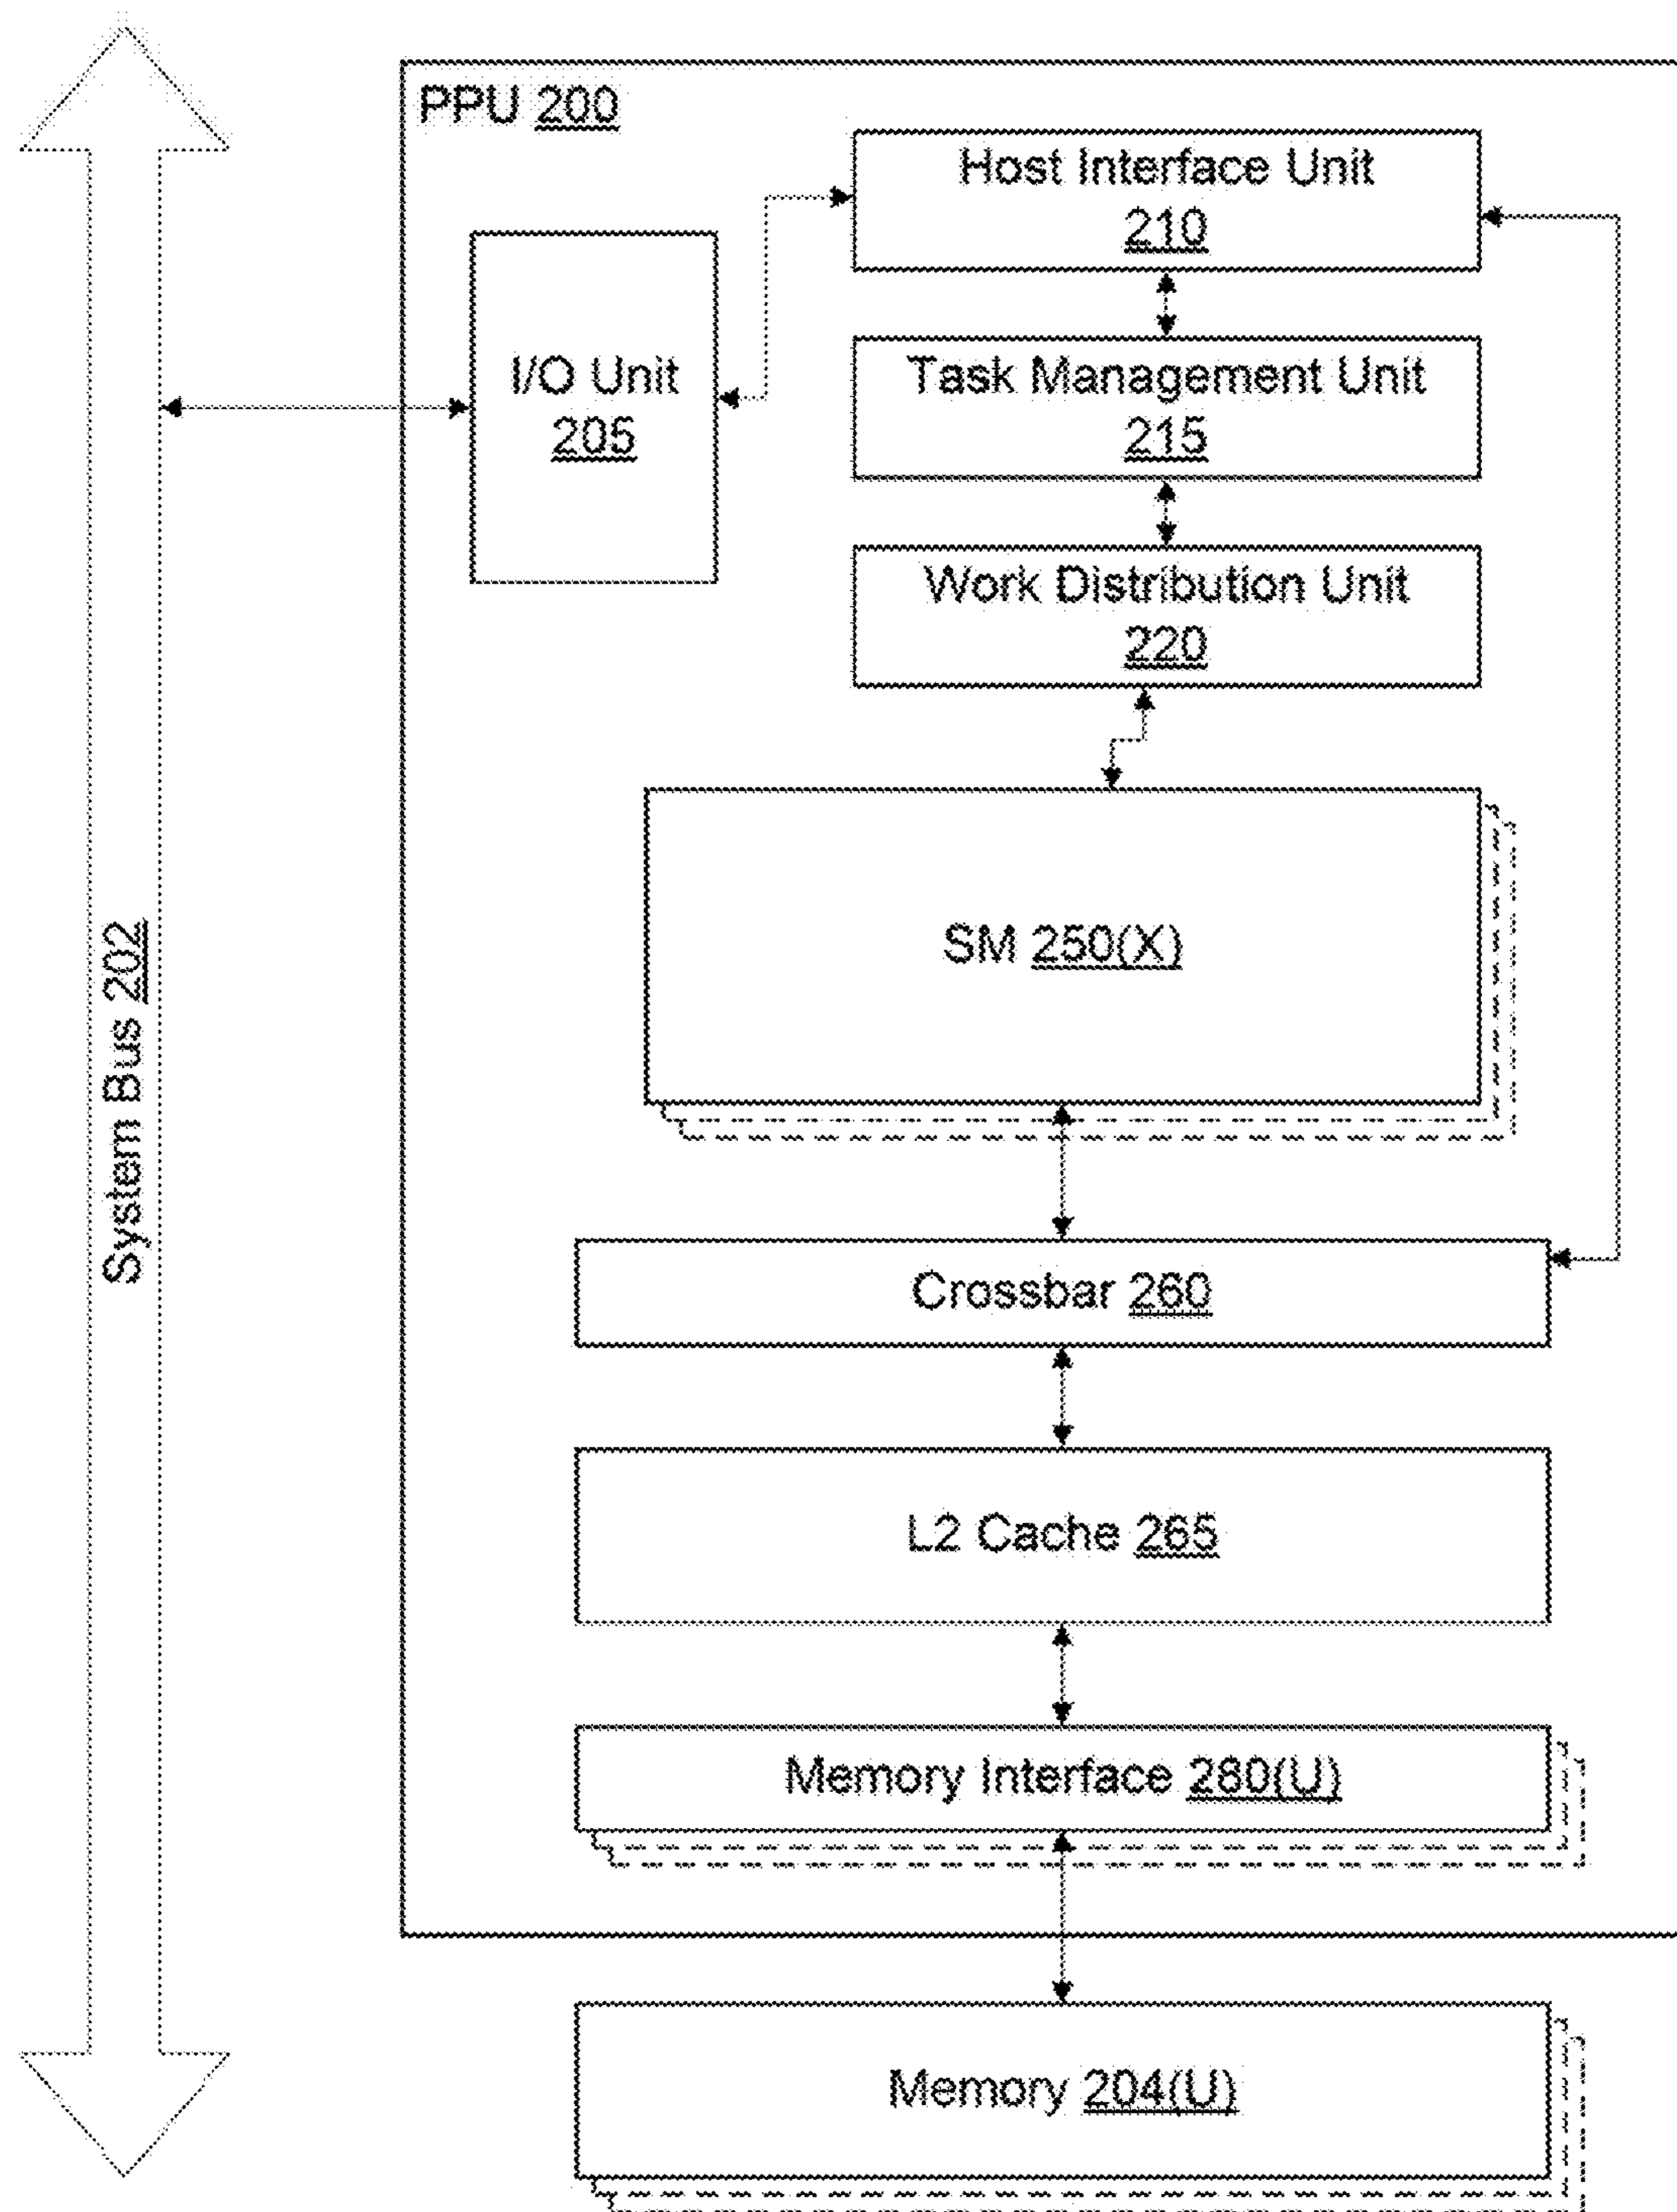 PPU 200
Host Interface Unit
210
I/O Unit
205
Task Management Unit
215
Work Distribution Unit
220
SM 250(X)
System Bus 202
Crossbar 260
L2 Cache 265
Memory Interface 280(U)
Memory 204(U)